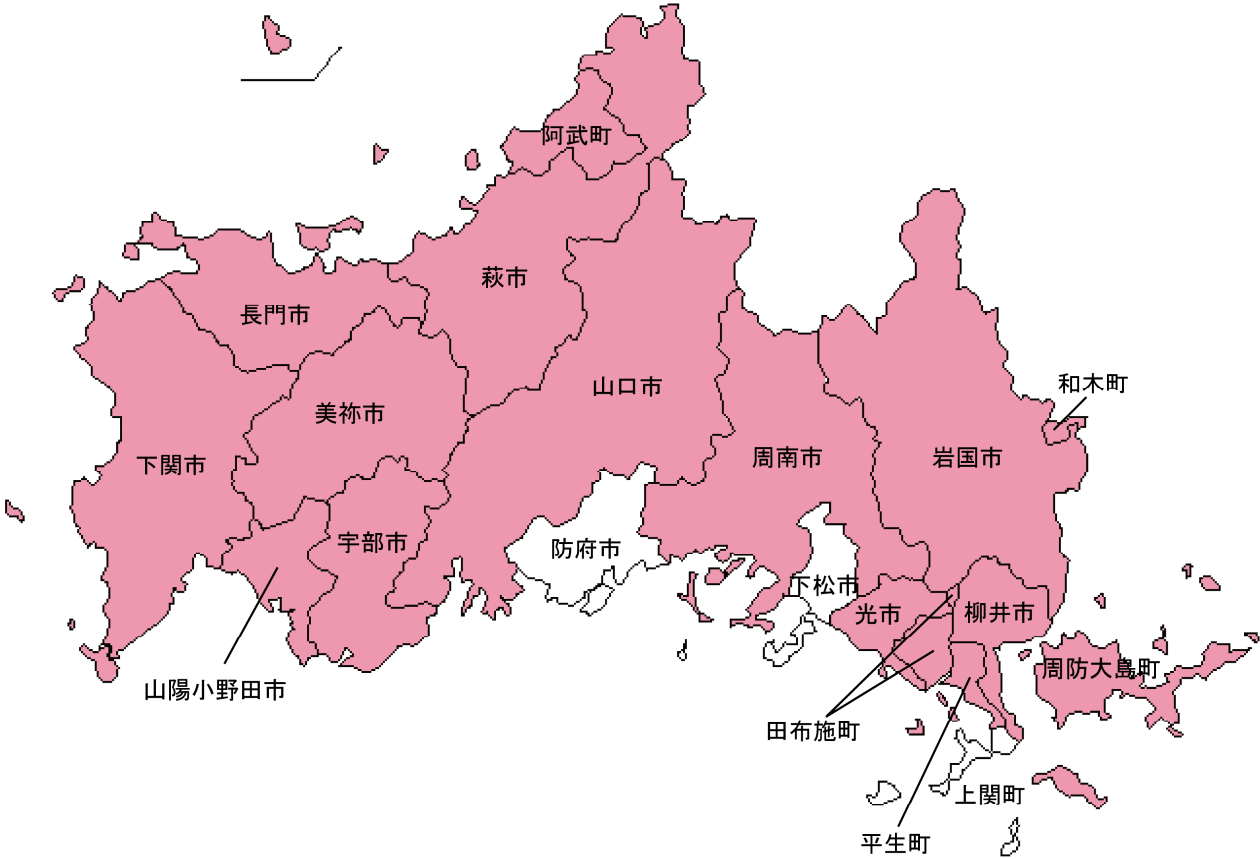 阿武町
萩市
長門市
和木町
山口市
美祢市
周南市
岩国市
下関市
宇部市
防府市
下松市
光市
柳井市
周防大島町
山陽小野田市
田布施町
上関町
平生町